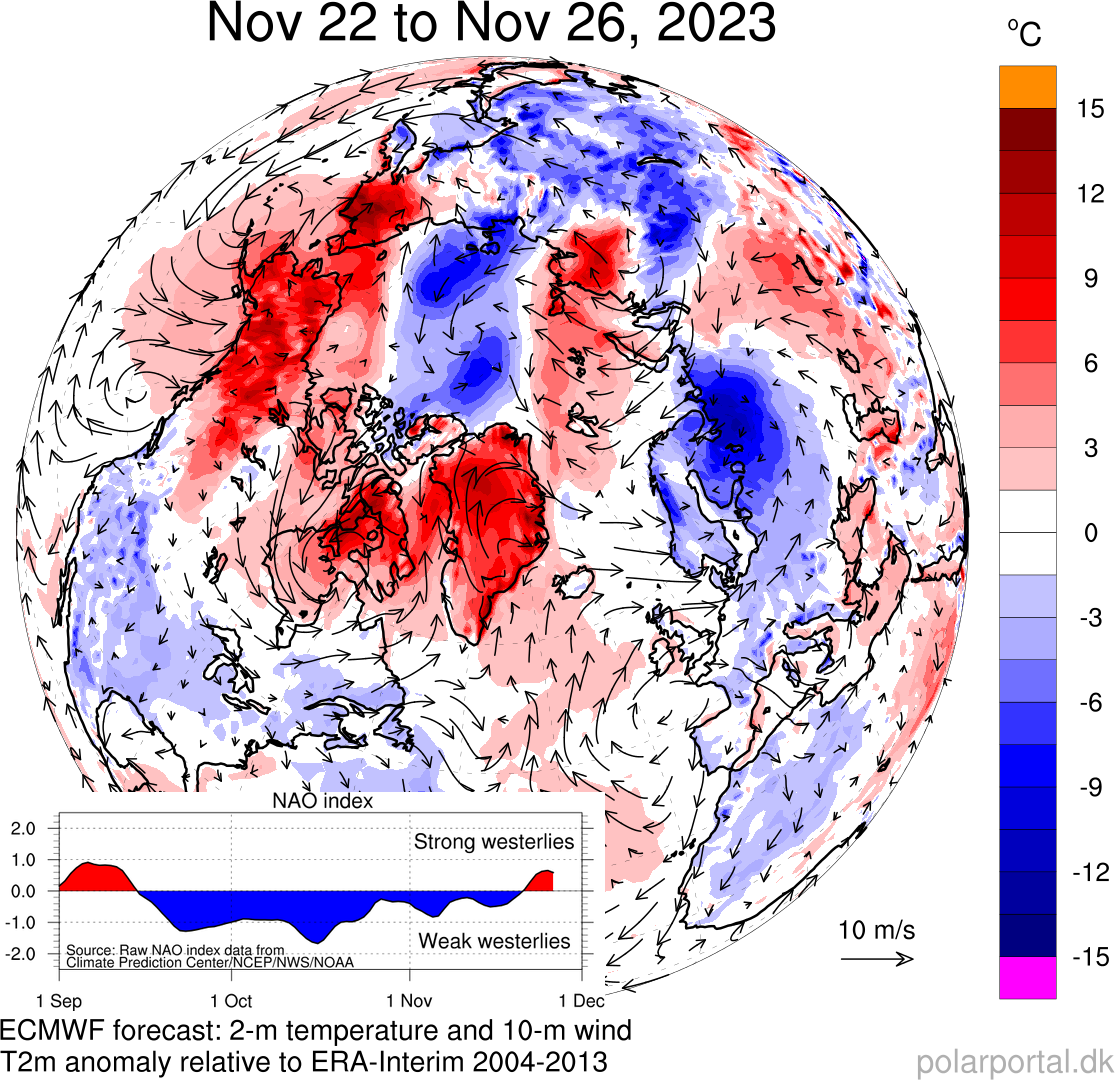 Nov 22 to Nov 26, 2023
°C
15
12
9
6
3
0
-3
-6
-9
-12
-15
NAO index
2.0
1.0
0.0
-1.0
-2.0
Strong westerlies
Weak westerlies
Source: Raw NAO index data from
Climate Prediction Center/NCEP/NWS/NOAA
1 Sep 1 Oct 1 Nov 1 Dec
10 m/s
ECMWF forecast: 2-m temperature and 10-m wind
T2m anomaly relative to ERA-Interim 2004-2013
polarportal.dk